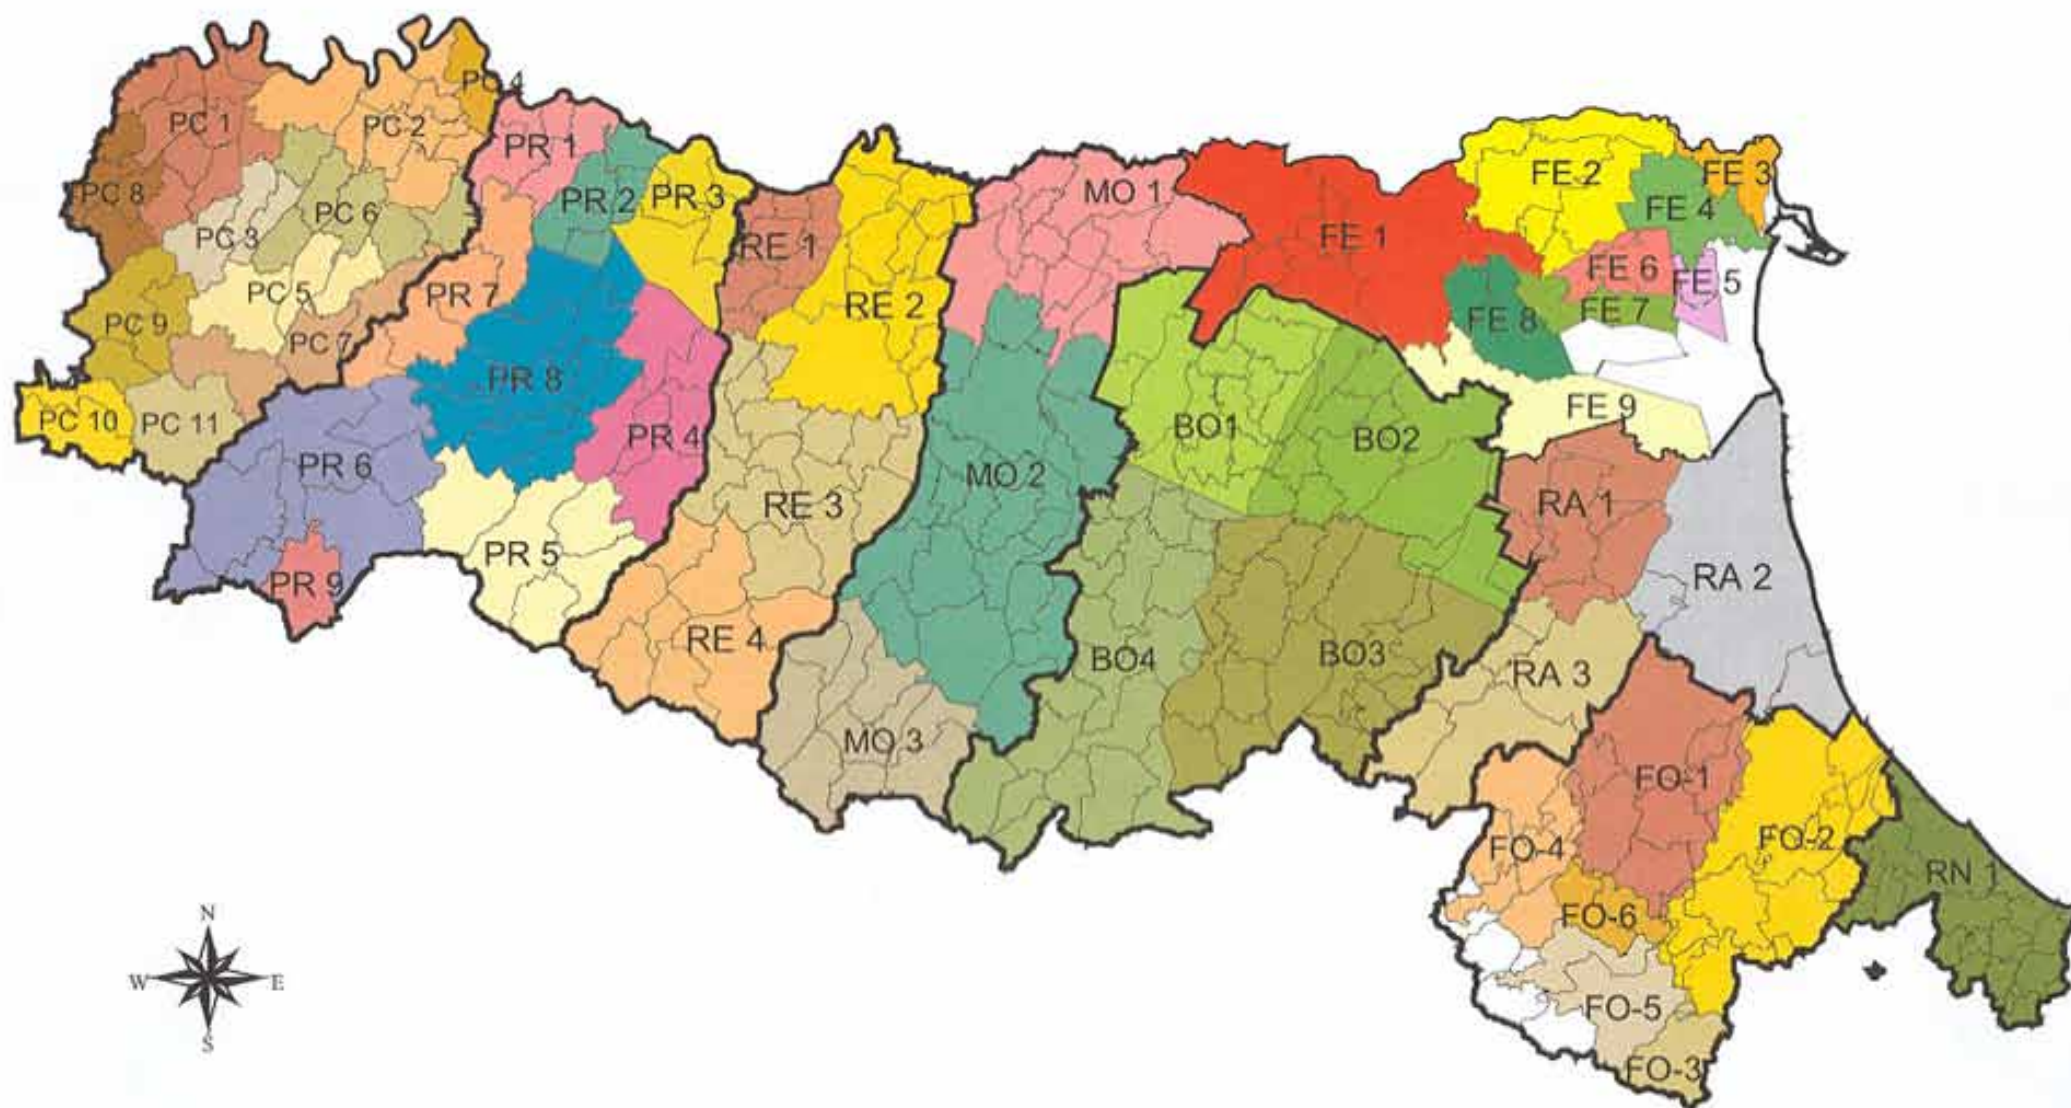 PC 1
PC 2
PC 4
PC 8
PC 3
PC 6
PC 5
PC 9
PC 7
PC 10
PC 11
PR 1
PR 2
PR 3
PR 7
PR 8
PR 4
PR 6
PR 5
PR 9
RE 1
RE 2
RE 3
RE 4
MO 1
MO 2
MO 3
BO1
BO2
BO4
BO3
FE 1
FE 2
FE 3
FE 4
FE 6
FE 5
FE 7
FE 8
FE 9
RA 1
RA 2
RA 3
FO-1
FO-4
FO-2
FO-6
FO-5
FO-3
RN 1
N
W
E
S